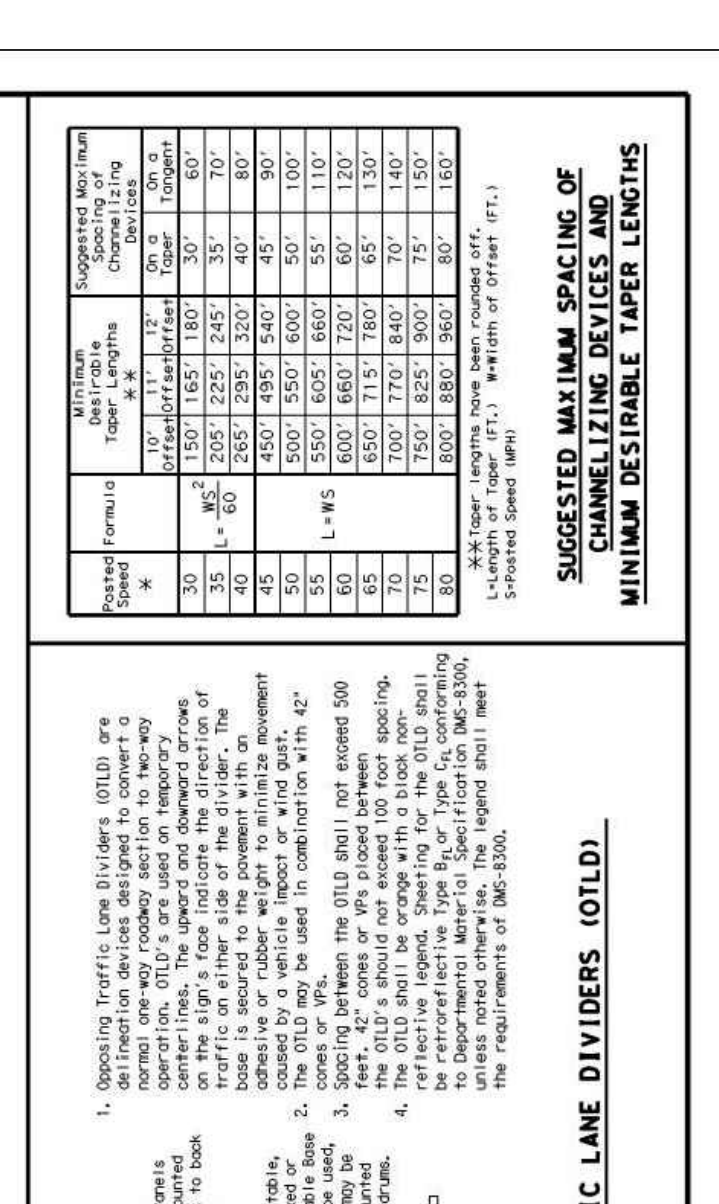 anels
ounted
s to back
table,
ed or
ble Base
be used,
may be
unted
drums.
1. Opposing Traffic Lane Dividers (OTLD) are
delineation devices designed to convert a
normal one-way roadway section to two-way
operation. OTLD's are used on temporary
centerlines. The upward and downward arrows
on the sign's face indicate the direction of
traffic on either side of the divider. The
base is secured to the pavement with an
adhesive or rubber weight to minimize movement
caused by a vehicle impact or wind gust.
2. The OTLD may be used in combination with 42"
cones or VPs.
3. Spacing between the OTLD shall not exceed 500
feet. 42" cones or VPs placed between
the OTLD's should not exceed 100 foot spacing.
4. The OTLD shall be orange with a black non-
reflective legend. Sheeting for the OTLD shall
be retroreflective Type BFL or Type CFL conforming
to Departmental Material Specification DMS-8300,
unless noted otherwise. The legend shall meet
the requirements of DMS-8300.
IC LANE DIVIDERS (OTLD)
Posted Speed * Formula Minimum Desirable Taper Lengths ** Suggested Maximum Spacing of Channelizing Devices
10' Offset 11' Offset 12' Offset On a Taper On a Tangent
30 150' 165' 180' 30' 60'
35 L= WS²/60 205' 225' 245' 35' 70'
40 265' 295' 320' 40' 80'
45 450' 495' 540' 45' 90'
50 500' 550' 600' 50' 100'
55 L=WS 550' 605' 660' 55' 110'
60 600' 660' 720' 60' 120'
65 650' 715' 780' 65' 130'
70 700' 770' 840' 70' 140'
75 750' 825' 900' 75' 150'
80 800' 880' 960' 80' 160'
**Taper lengths have been rounded off.
L=Length of Taper (FT.) W=Width of Offset (FT.)
S=Posted Speed (MPH)
SUGGESTED MAXIMUM SPACING OF
CHANNELIZING DEVICES AND
MINIMUM DESIRABLE TAPER LENGTHS